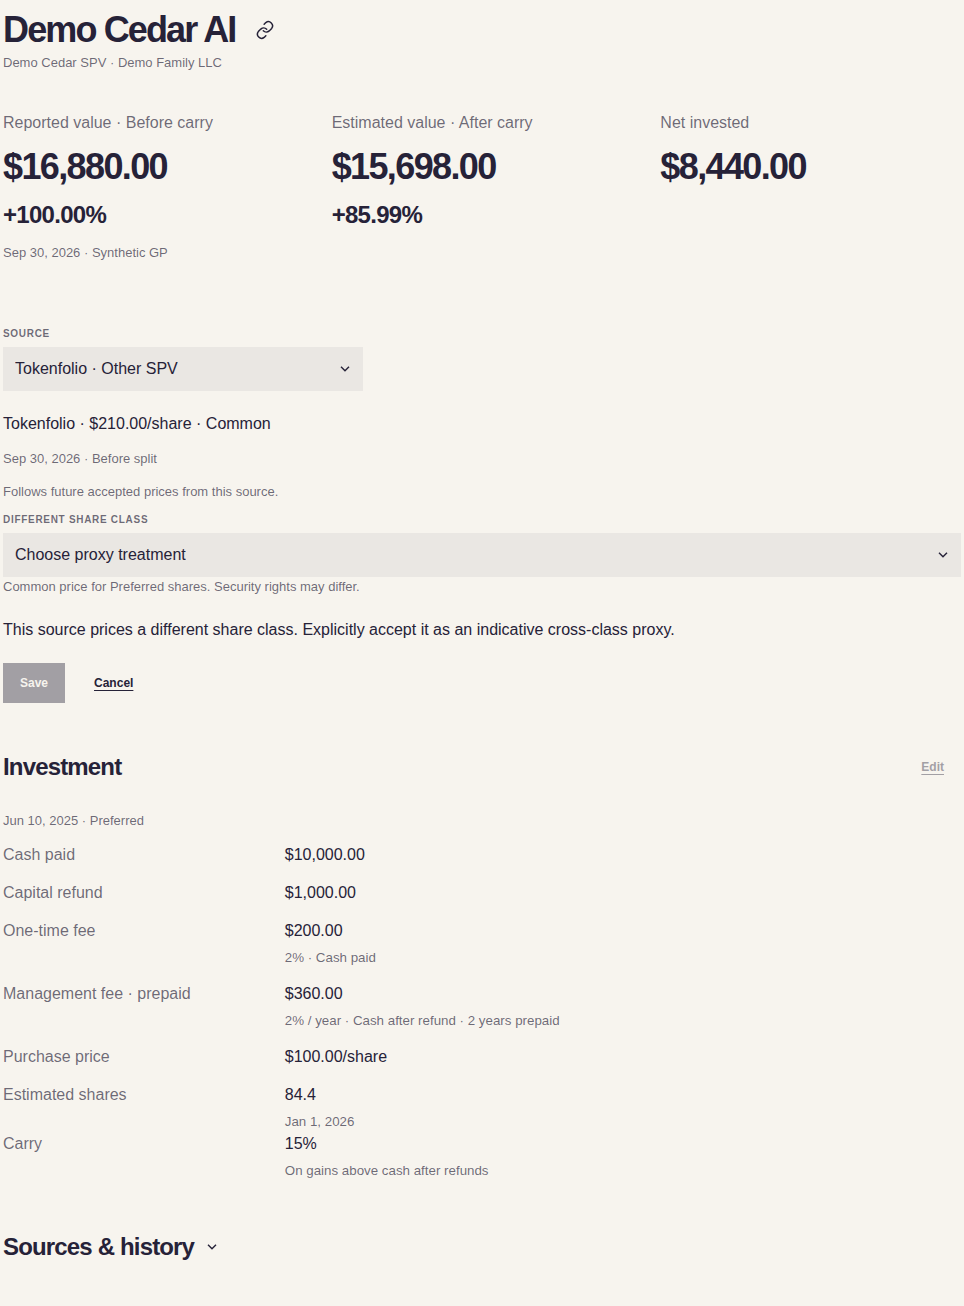 Demo Cedar AI
Demo Cedar SPV · Demo Family LLC
Reported value · Before carry
$16,880.00
+100.00%
Sep 30, 2026 · Synthetic GP
Estimated value · After carry
$15,698.00
+85.99%
Net invested
$8,440.00
SOURCE
Tokenfolio · Other SPV
Tokenfolio · $210.00/share · Common
Sep 30, 2026 · Before split
Follows future accepted prices from this source.
DIFFERENT SHARE CLASS
Choose proxy treatment
Common price for Preferred shares. Security rights may differ.
This source prices a different share class. Explicitly accept it as an indicative cross-class proxy.
Save
Cancel
Investment
Edit
Jun 10, 2025 · Preferred
Cash paid
$10,000.00
Capital refund
$1,000.00
One-time fee
$200.00
2% · Cash paid
Management fee · prepaid
$360.00
2% / year · Cash after refund · 2 years prepaid
Purchase price
$100.00/share
Estimated shares
84.4
Jan 1, 2026
Carry
15%
On gains above cash after refunds
Sources & history